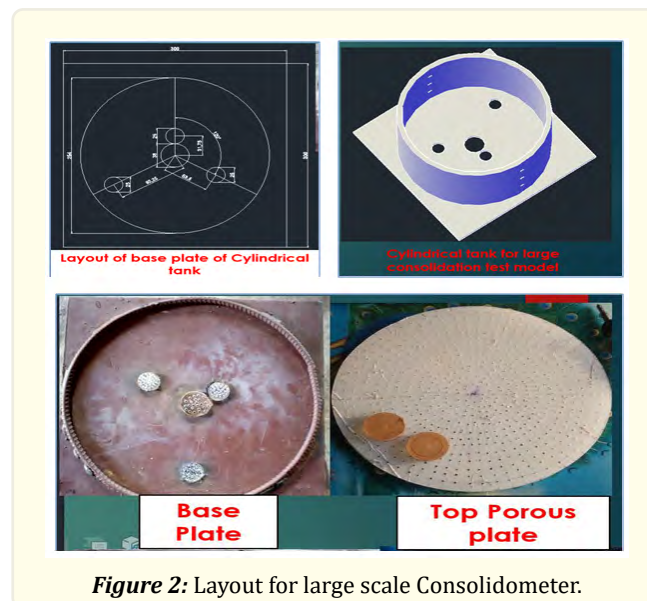 Layout of base plate of Cylindrical
tank
Cylindrical tank for large
consolidation test model
Base
Plate
Top Porous
plate
Figure 2: Layout for large scale Consolidometer.